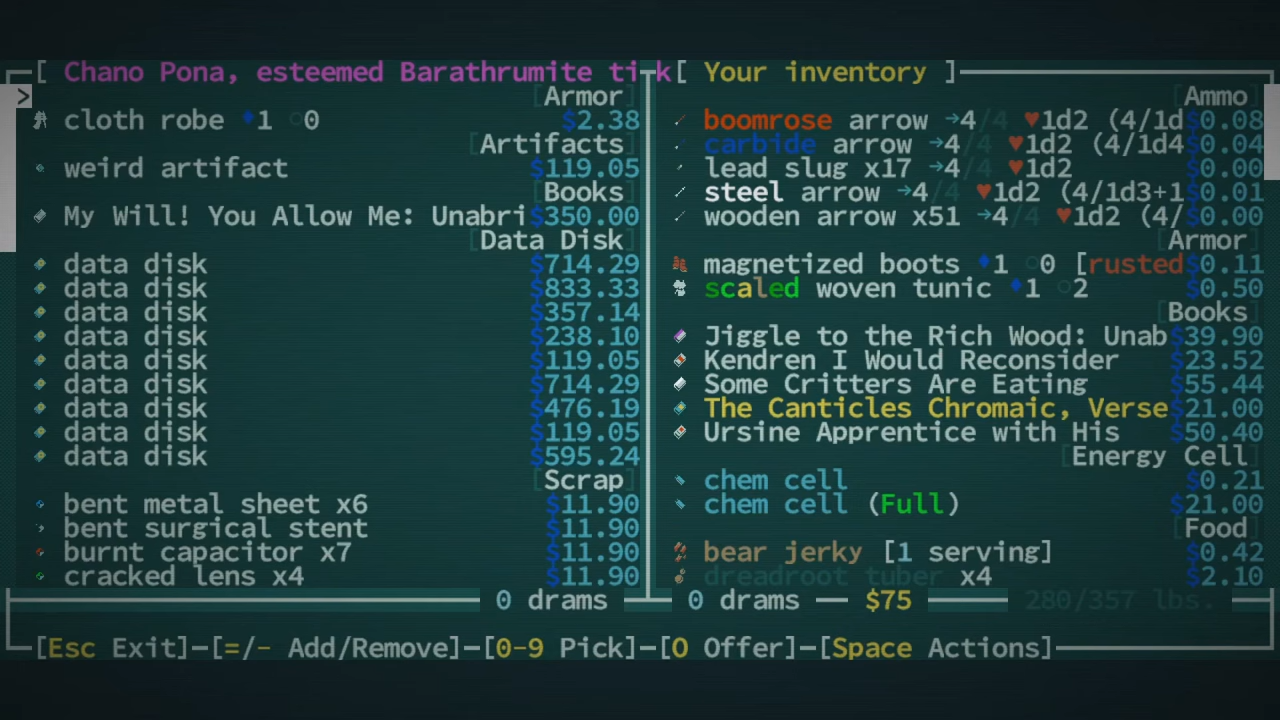 [ Chano Pona, esteemed Barathrumite ti
[Armor]
cloth robe ♦1 ○0 $2.38
[Artifacts]
weird artifact $119.05
[Books]
My Will! You Allow Me: Unabri $350.00
[Data Disk]
data disk $714.29
data disk $833.33
data disk $357.14
data disk $238.10
data disk $119.05
data disk $714.29
data disk $476.19
data disk $119.05
data disk $595.24
[Scrap]
bent metal sheet x6 $11.90
bent surgical stent $11.90
burnt capacitor x7 $11.90
cracked lens x4 $11.90
0 drams
k[ Your inventory ]
[Ammo]
boomrose arrow →4/4 ♥1d2 (4/1d $0.08
carbide arrow →4/4 ♥1d2 (4/1d4 $0.04
lead slug x17 →4/4 ♥1d2 $0.00
steel arrow →4/4 ♥1d2 (4/1d3+1 $0.01
wooden arrow x51 →4/4 ♥1d2 (4/ $0.00
[Armor]
magnetized boots ♦1 ○0 [rusted $0.11
scaled woven tunic ♦1 ○2 $0.50
[Books]
Jiggle to the Rich Wood: Unab $39.90
Kendren I Would Reconsider $23.52
Some Critters Are Eating $55.44
The Canticles Chromaic, Verse $21.00
Ursine Apprentice with His $50.40
[Energy Cell]
chem cell $0.21
chem cell (Full) $21.00
[Food]
bear jerky [1 serving] $0.42
dreadroot tuber x4 $2.10
0 drams — $75 280/357 lbs.
[Esc Exit]—[=/- Add/Remove]—[0-9 Pick]—[O Offer]—[Space Actions]